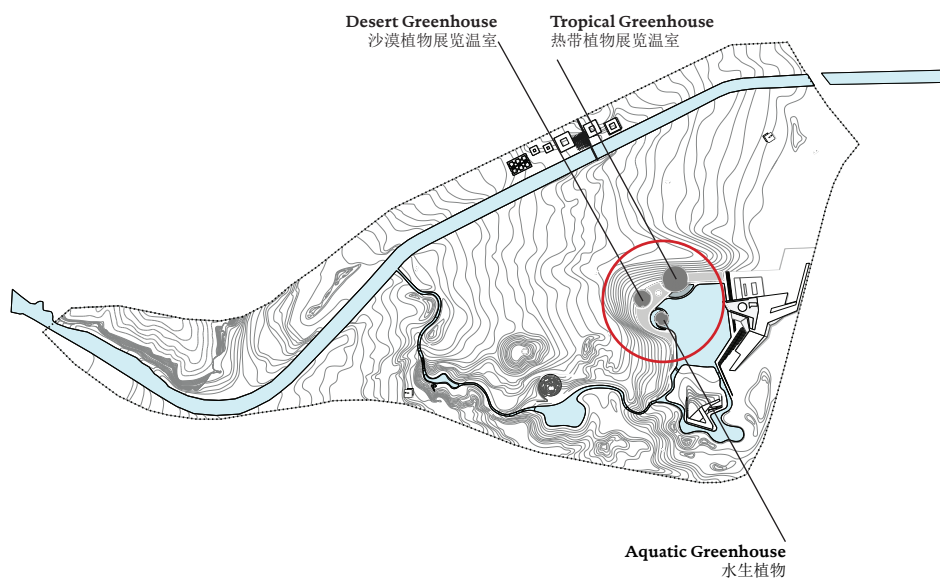 Desert Greenhouse
沙漠植物展览温室
Tropical Greenhouse
热带植物展览温室
Aquatic Greenhouse
水生植物